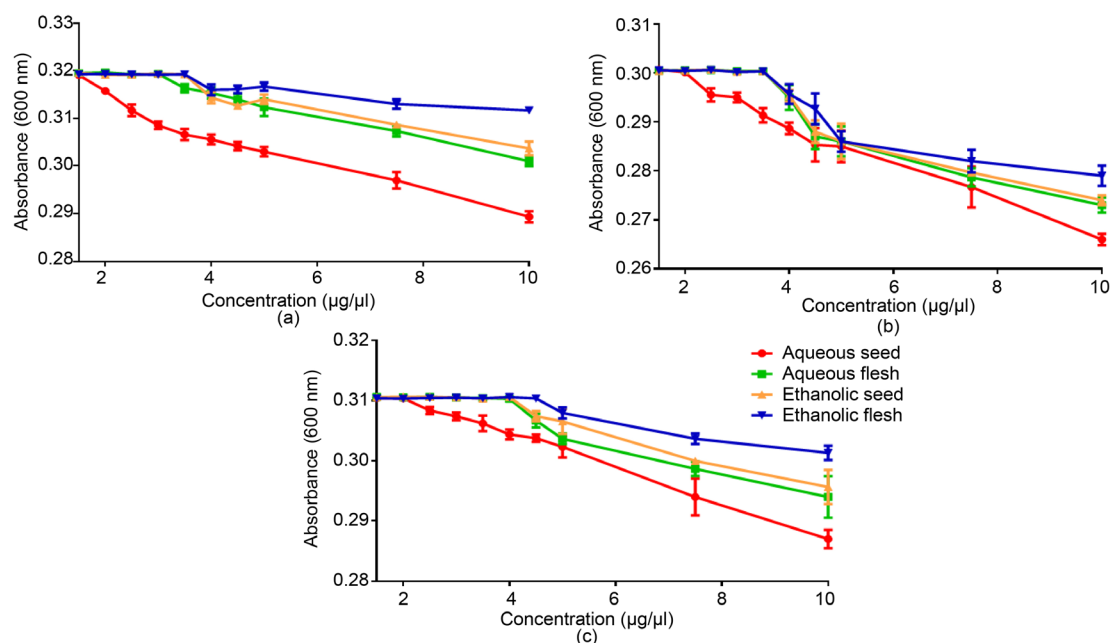 0.33
0.32
0.31
0.30
0.29
0.28
Absorbance (600 nm)
2
4
6
8
10
Concentration (µg/µl)
(a)
0.31
0.30
0.29
0.28
0.27
0.26
Absorbance (600 nm)
2
4
6
8
10
Concentration (µg/µl)
(b)
0.32
0.31
0.30
0.29
0.28
Absorbance (600 nm)
2
4
6
8
10
Concentration (µg/µl)
(c)
Aqueous seed
Aqueous flesh
Ethanolic seed
Ethanolic flesh